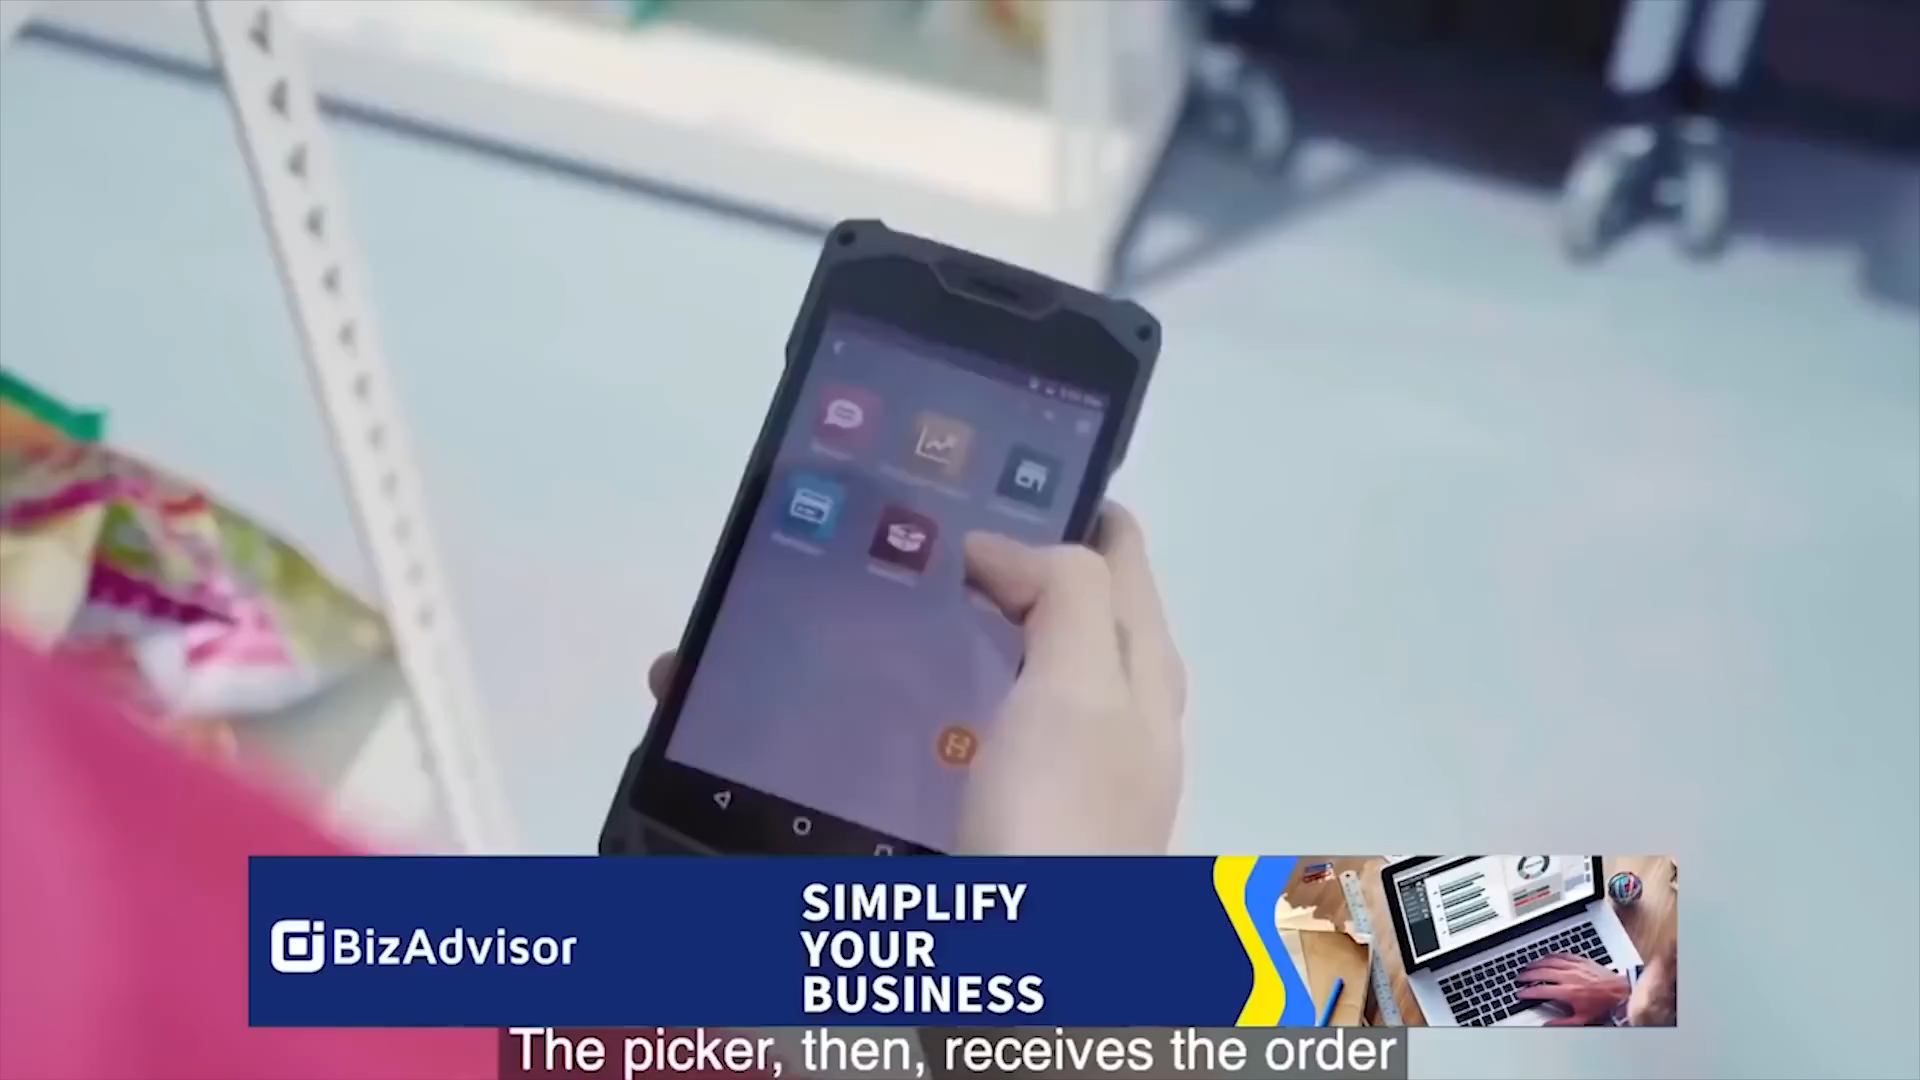 BizAdvisor
SIMPLIFY
YOUR
BUSINESS
The picker, then, receives the order